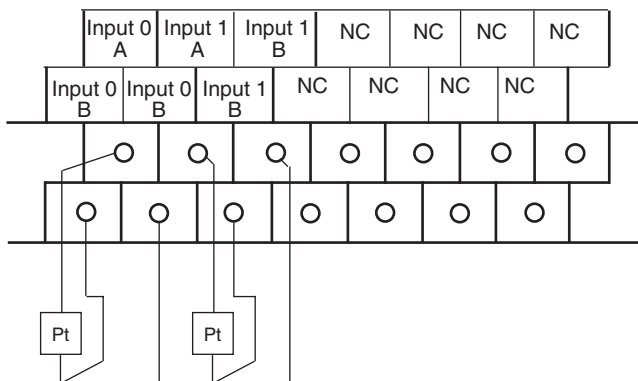 Input 0 Input 1 Input 1 NC NC NC NC
A A B
Input 0 Input 0 Input 1 NC NC NC NC
B B B
Pt Pt